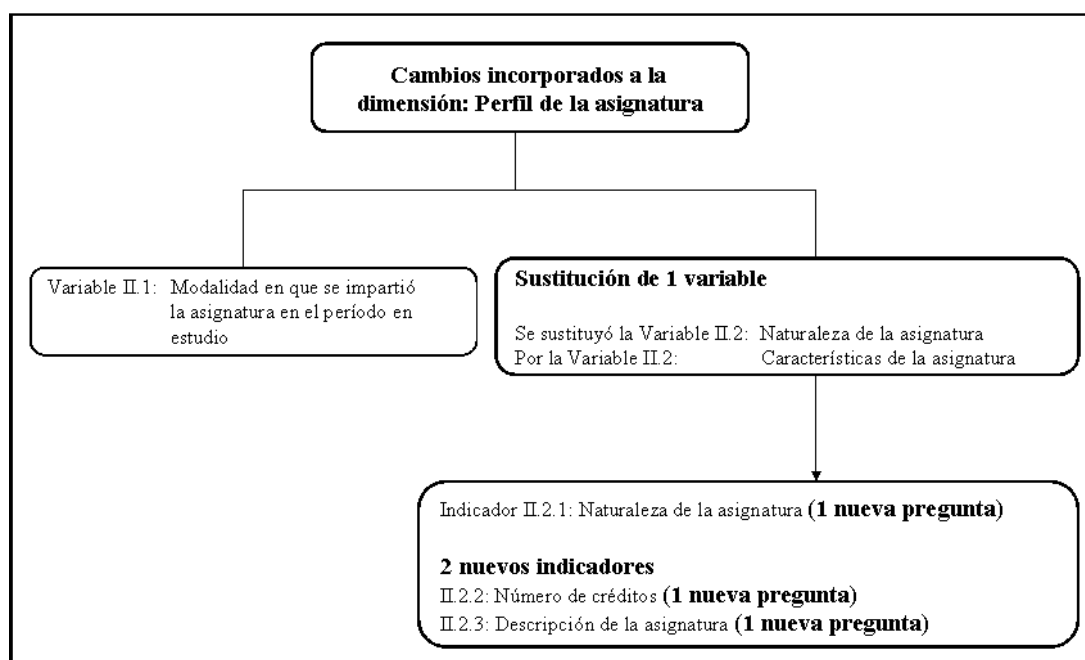 Cambios incorporados a la
dimensión: Perfil de la asignatura
Variable II.1: Modalidad en que se impartió
la asignatura en el período en
estudio
Sustitución de 1 variable
Se sustituyó la Variable II.2: Naturaleza de la asignatura
Por la Variable II.2: Características de la asignatura
Indicador II.2.1: Naturaleza de la asignatura (1 nueva pregunta)
2 nuevos indicadores
II.2.2: Número de créditos (1 nueva pregunta)
II.2.3: Descripción de la asignatura (1 nueva pregunta)